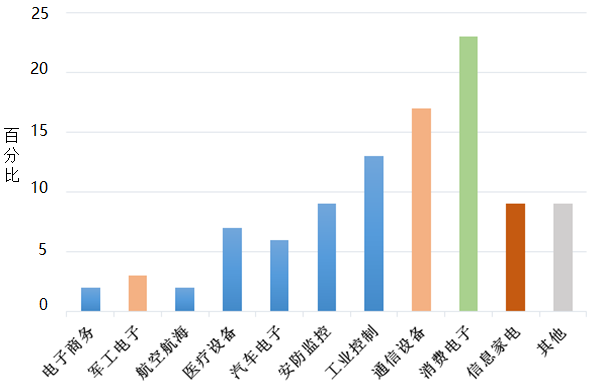 25
20
15
10
5
0
百分比
电子商务
军工电子
航空航海
医疗设备
汽车电子
安防监控
工业控制
通信设备
消费电子
信息家电
其他